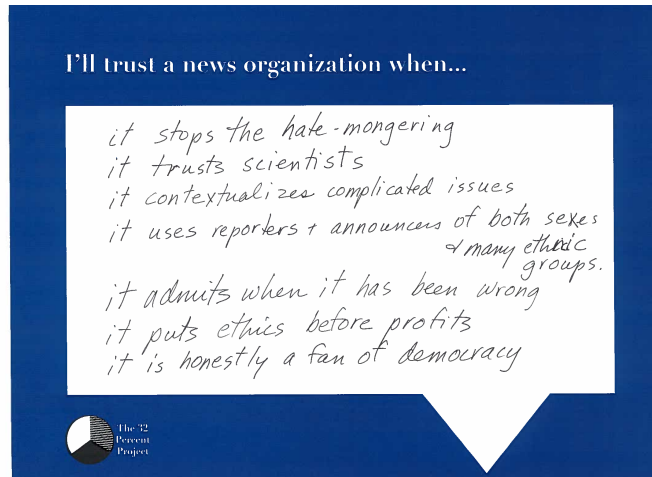 I'll trust a news organization when...
it stops the hate-mongering
it trusts scientists
it contextualizes complicated issues
it uses reporters + announcers of both sexes
& many ethnic
groups.
it admits when it has been wrong
it puts ethics before profits
it is honestly a fan of democracy
The 32
Percent
Project